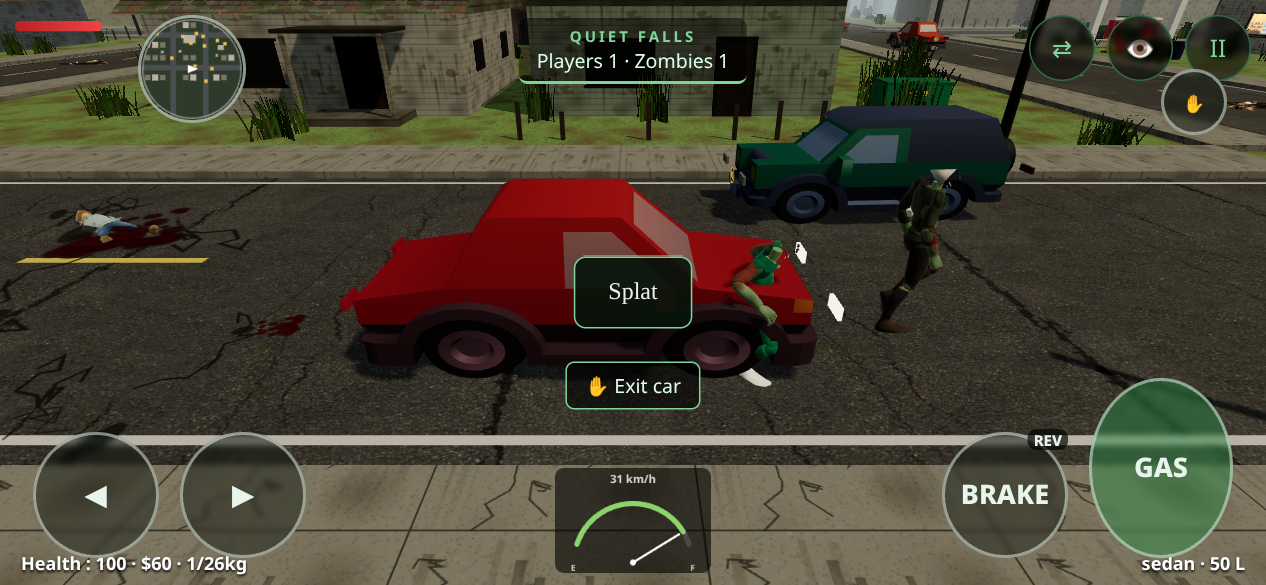 QUIET FALLS
Players 1 · Zombies 1
Splat
✋ Exit car
REV
GAS
BRAKE
31 km/h
E F
Health : 100 · $60 · 1/26kg
sedan · 50 L